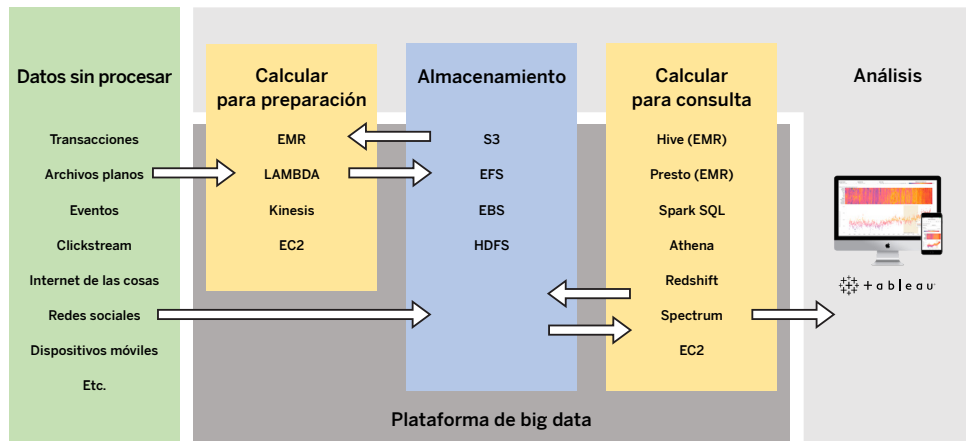 Datos sin procesar
Transacciones
Archivos planos
Eventos
Clickstream
Internet de las cosas
Redes sociales
Dispositivos móviles
Etc.
Calcular
para preparación
EMR
LAMBDA
Kinesis
EC2
Almacenamiento
S3
EFS
EBS
HDFS
Calcular
para consulta
Hive (EMR)
Presto (EMR)
Spark SQL
Athena
Redshift
Spectrum
EC2
Análisis
+ableau
Plataforma de big data